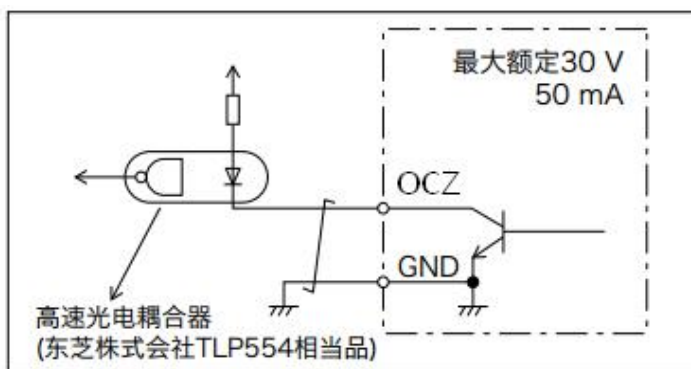 最大额定30 V
50 mA
OCZ
GND
高速光电耦合器
(东芝株式会社TLP554相当品)